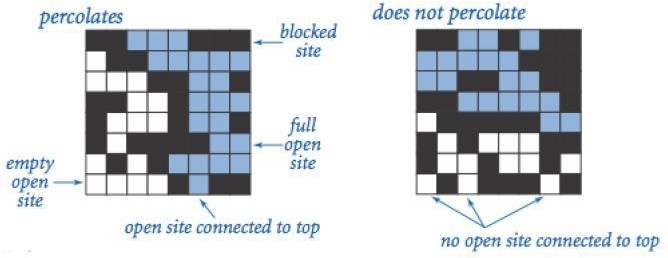 percolates
does not percolate
blocked
site
full
open
site
empty
open
site
open site connected to top
no open site connected to top